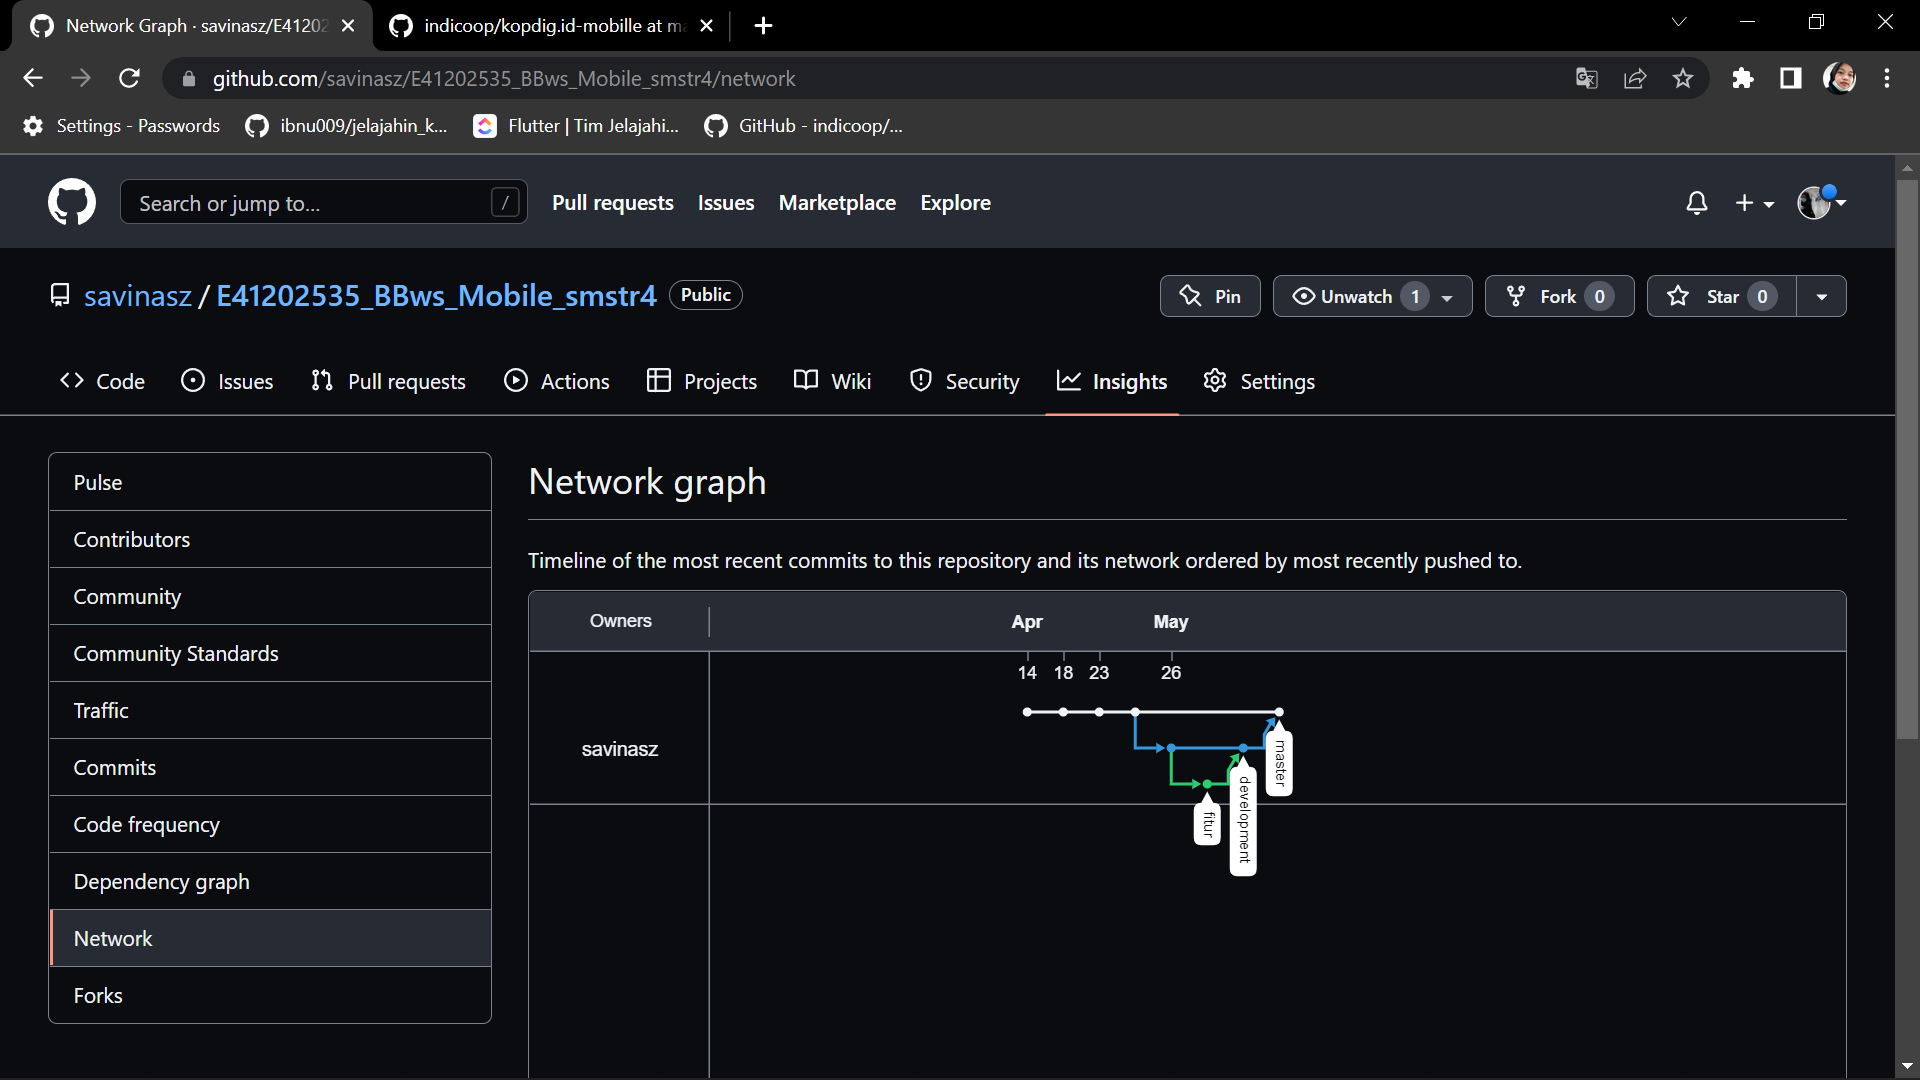 Network Graph · savinasz/E41202
indicoop/kopdig.id-mobille at ma
github.com/savinasz/E41202535_BBws_Mobile_smstr4/network
Settings - Passwords
ibnu009/jelajahin_k...
Flutter | Tim Jelajahi...
GitHub - indicoop/...
Search or jump to...
/
Pull requests
Issues
Marketplace
Explore
savinasz / E41202535_BBws_Mobile_smstr4
Public
Pin
Unwatch 1
Fork 0
Star 0
Code
Issues
Pull requests
Actions
Projects
Wiki
Security
Insights
Settings
Pulse
Contributors
Community
Community Standards
Traffic
Commits
Code frequency
Dependency graph
Network
Forks
Network graph
Timeline of the most recent commits to this repository and its network ordered by most recently pushed to.
Owners
Apr
May
14 18 23 26
savinasz
master
development
fitur